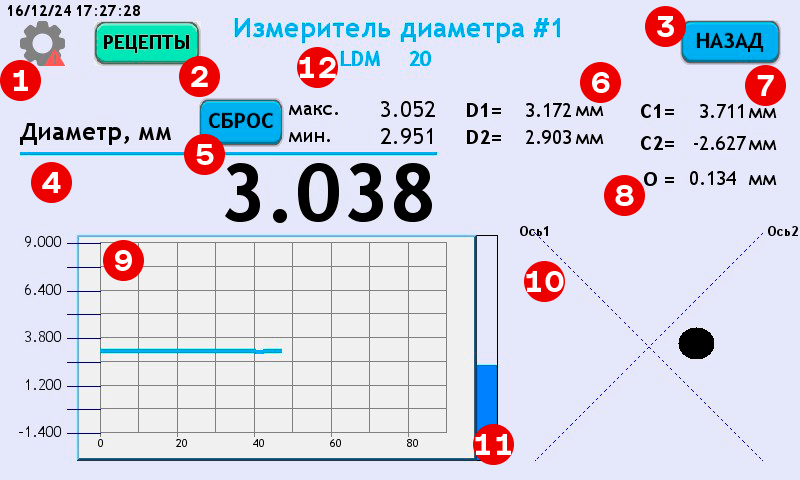 16/12/24 17:27:28
1
РЕЦЕПТЫ
2
Измеритель диаметра #1
12
LDM 20
3
НАЗАД
7
Диаметр, мм
СБРОС
5
макс. 3.052
мин. 2.951
6
D1= 3.172 мм
D2= 2.903 мм
C1= 3.711 мм
C2= -2.627 мм
8
O = 0.134 мм
4
3.038
9
9.000
6.400
3.800
1.200
-1.400
0 20 40 60 80
11
Ось1
Ось2
10